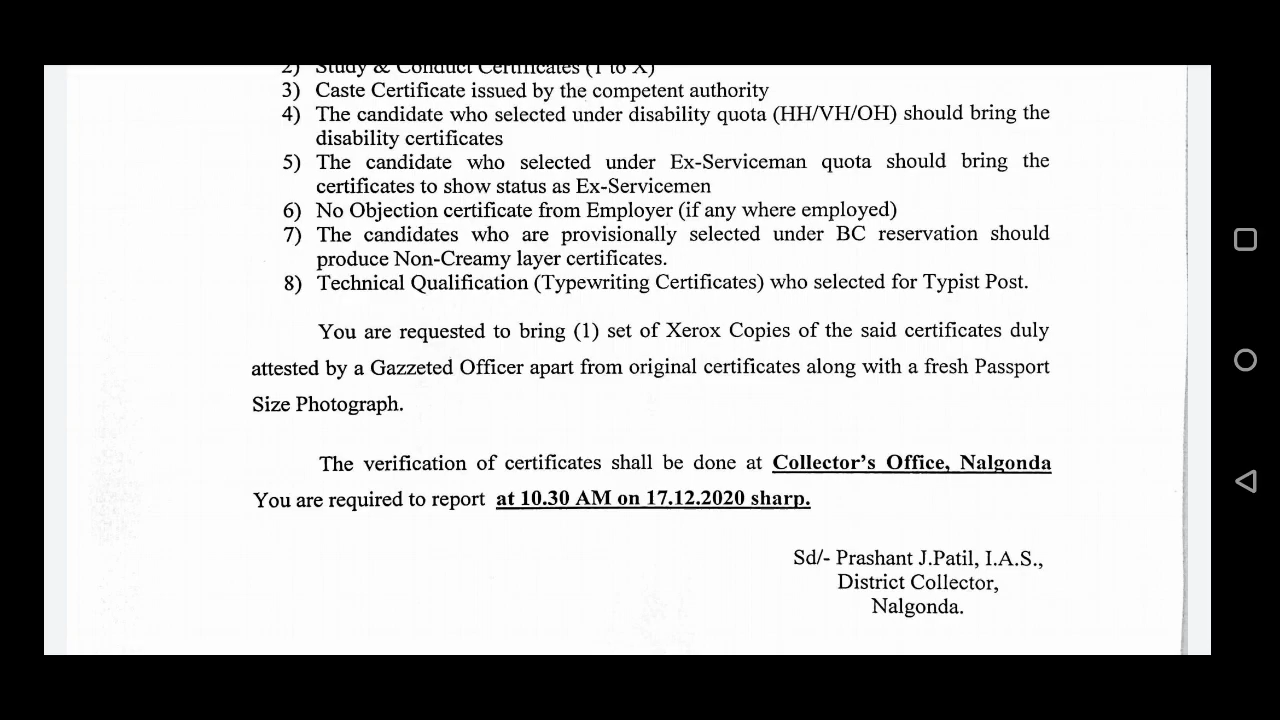 2) Study & Conduct Certificates (I to X)
3) Caste Certificate issued by the competent authority
4) The candidate who selected under disability quota (HH/VH/OH) should bring the
disability certificates
5) The candidate who selected under Ex-Serviceman quota should bring the
certificates to show status as Ex-Servicemen
6) No Objection certificate from Employer (if any where employed)
7) The candidates who are provisionally selected under BC reservation should
produce Non-Creamy layer certificates.
8) Technical Qualification (Typewriting Certificates) who selected for Typist Post.
You are requested to bring (1) set of Xerox Copies of the said certificates duly
attested by a Gazzeted Officer apart from original certificates along with a fresh Passport
Size Photograph.
The verification of certificates shall be done at Collector's Office, Nalgonda
You are required to report at 10.30 AM on 17.12.2020 sharp.
Sd/- Prashant J.Patil, I.A.S.,
District Collector,
Nalgonda.